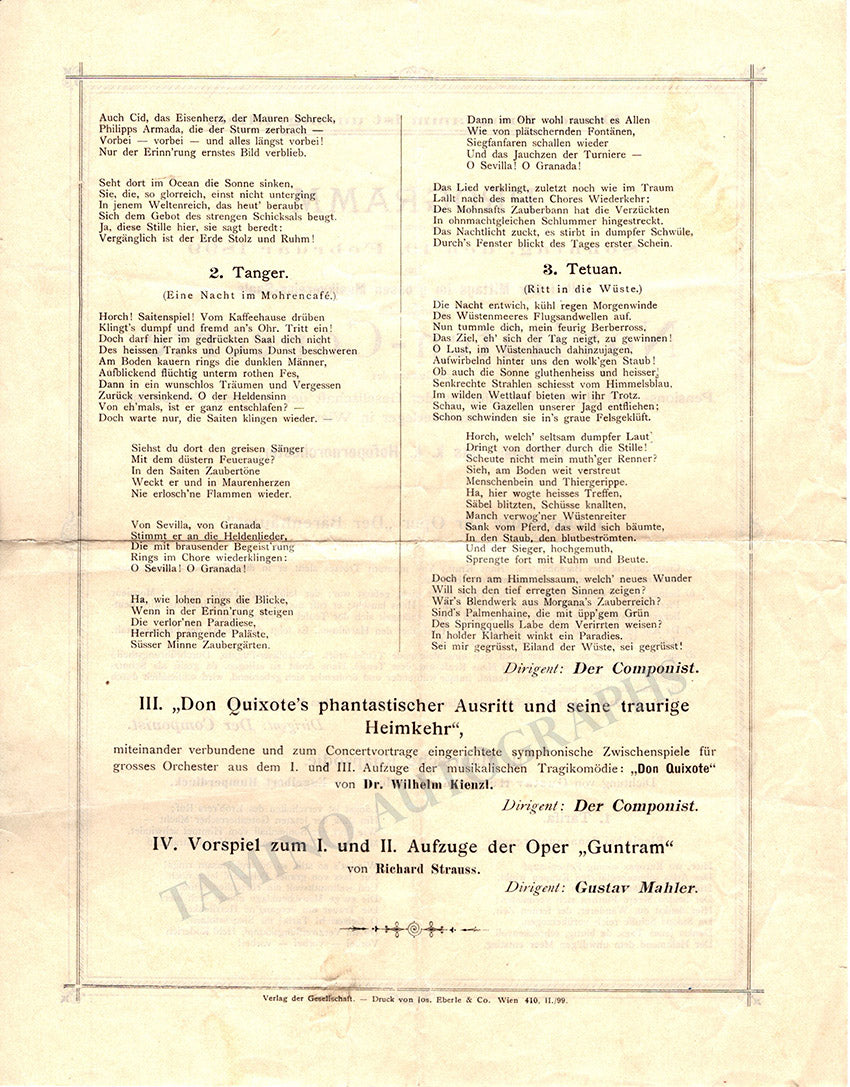 Auch Cid, das Eisenherz, der Mauren Schreck,
Philipps Armada, die der Sturm zerbrach —
Vorbei — vorbei — und alles längst vorbei!
Nur der Erinn'rung ernstes Bild verblieb.
Seht dort im Ocean die Sonne sinken,
Sie, die, so glorreich, einst nicht unterging
In jenem Weltenreich, das heut' beraubt
Sich dem Gebot des strengen Schicksals beugt.
Ja, diese Stille hier, sie sagt beredt:
Vergänglich ist der Erde Stolz und Ruhm!
2. Tanger.
(Eine Nacht im Mohrencafé.)
Horch! Saitenspiel! Vom Kaffeehause drüben
Klingt's dumpf und fremd an's Ohr. Tritt ein!
Doch darf hier im gedrückten Saal dich nicht
Des heissen Tranks und Opiums Dunst beschweren
Am Boden kauern rings die dunklen Männer,
Aufblickend flüchtig unterm rothen Fes,
Dann in ein wunschlos Träumen und Vergessen
Zurück versinkend. O der Heldensinn
Von eh'mals, ist er ganz entschlafen? —
Doch warte nur, die Saiten klingen wieder. —
Siehst du dort den greisen Sänger
Mit dem düstern Feuerauge?
In den Saiten Zaubertöne
Weckt er und in Maurenherzen
Nie erlosch'ne Flammen wieder.
Von Sevilla, von Granada
Stimmt er an die Heldenlieder,
Die mit brausender Begeist'rung
Rings im Chore wiederklingen:
O Sevilla! O Granada!
Ha, wie lohen rings die Blicke,
Wenn in der Erinn'rung steigen
Die verlor'nen Paradiese,
Herrlich prangende Paläste,
Süsser Minne Zaubergärten.
Dann im Ohr wohl rauscht es Allen
Wie von plätschernden Fontänen,
Siegfanfaren schallen wieder
Und das Jauchzen der Turniere —
O Sevilla! O Granada!
Das Lied verklingt, zuletzt noch wie im Traum
Lallt nach des matten Chores Wiederkehr;
Des Mohnsafts Zauberbann hat die Verzückten
In ohnmachtgleichen Schlummer hingestreckt.
Das Nachtlicht zuckt, es stirbt in dumpfer Schwüle,
Durch's Fenster blickt des Tages erster Schein.
3. Tetuan.
(Ritt in die Wüste.)
Die Nacht entwich, kühl regen Morgenwinde
Des Wüstenmeeres Flugsandwellen auf.
Nun tummle dich, mein feurig Berberross,
Das Ziel, eh' sich der Tag neigt, zu gewinnen!
O Lust, im Wüstenhauch dahinzujagen,
Aufwirbelnd hinter uns den wolk'gen Staub!
Ob auch die Sonne gluthenheiss und heisser
Senkrechte Strahlen schiesst vom Himmelsblau,
Im wilden Wettlauf bieten wir ihr Trotz.
Schau, wie Gazellen unserer Jagd entfliehen;
Schon schwinden sie in's graue Felsgeklüft.
Horch, welch' seltsam dumpfer Laut
Dringt von dorther durch die Stille!
Scheute nicht mein muth'ger Renner?
Sieh, am Boden weit verstreut
Menschenbein und Thiergerippe.
Ha, hier wogte heisses Treffen,
Säbel blitzten, Schüsse knallten,
Manch verwog'ner Wüstenreiter
Sank vom Pferd, das wild sich bäumte,
In den Staub, den blutbeströmten.
Und der Sieger, hochgemuth,
Sprengte fort mit Ruhm und Beute.
Doch fern am Himmelssaum, welch' neues Wunder
Will sich den tief erregten Sinnen zeigen?
Wär's Blendwerk aus Morgana's Zauberreich?
Sind's Palmenhaine, die mit üpp'gem Grün
Des Springquells Labe dem Verirrten weisen?
In holder Klarheit winkt ein Paradies.
Sei mir gegrüsst, Eiland der Wüste, sei gegrüsst!
Dirigent: Der Componist.
III. „Don Quixote's phantastischer Ausritt und seine traurige
Heimkehr“,
miteinander verbundene und zum Concertvortrage eingerichtete symphonische Zwischenspiele für
grosses Orchester aus dem I. und III. Aufzuge der musikalischen Tragikomödie: „Don Quixote“
von Dr. Wilhelm Kienzl.
Dirigent: Der Componist.
IV. Vorspiel zum I. und II. Aufzuge der Oper „Guntram“
von Richard Strauss.
Dirigent: Gustav Mahler.
TAMINO AUTOGRAPHS
Verlag der Gesellschaft. — Druck von Jos. Eberle & Co. Wien 410, II./99.